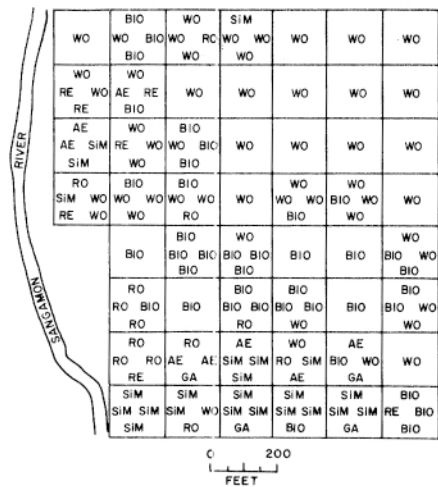 BIO WO SiM
WO WO BIO WO RO WO WO WO WO WO
BIO WO WO
WO WO
RE WO AE RE WO WO WO WO WO
RE BIO
AE WO BIO
AE SiM RE WO WO BIO WO WO WO WO
SiM WO BIO
RO BIO BIO WO WO
SiM WO WO WO WO WO WO WO WO BIO WO WO
RE WO WO RO BIO WO
BIO WO WO
BIO BIO BIO BIO BIO BIO BIO BIO WO
BIO BIO BIO
RO BIO BIO BIO
RO BIO BIO BIO BIO BIO BIO BIO BIO WO
RO RO WO WO
RO RO AE WO AE
RO RO AE AE SiM SiM RO SiM BIO WO WO
RE GA SiM AE GA
SiM SiM SiM SiM SiM BIO
SiM SiM SiM WO SiM SiM SiM SiM SiM SiM RE BIO
SiM RO GA BIO GA BIO
SANGAMON RIVER
0 200
FEET